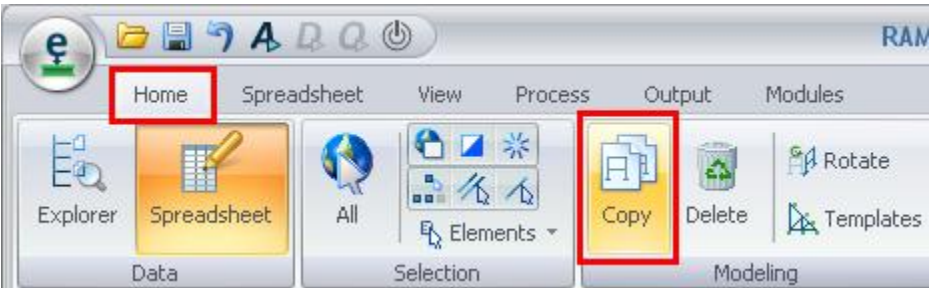 RAM
Home Spreadsheet View Process Output Modules
Explorer Spreadsheet All Elements Copy Delete Rotate Templates
Data Selection Modeling